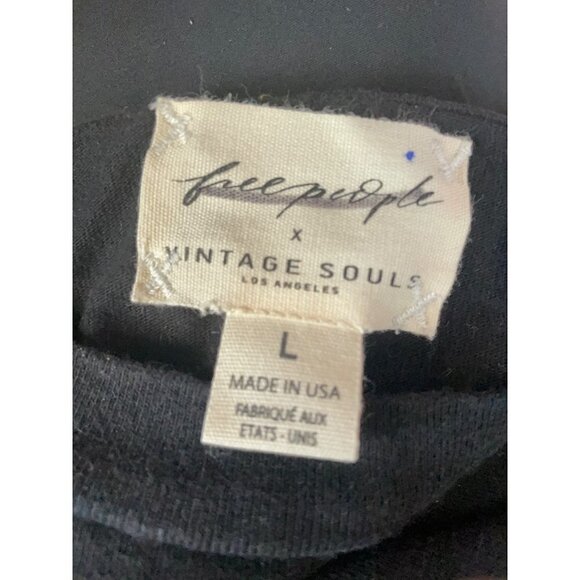 free people
X
VINTAGE SOULS
LOS ANGELES
L
MADE IN USA
FABRIQUÉ AUX
ETATS - UNIS